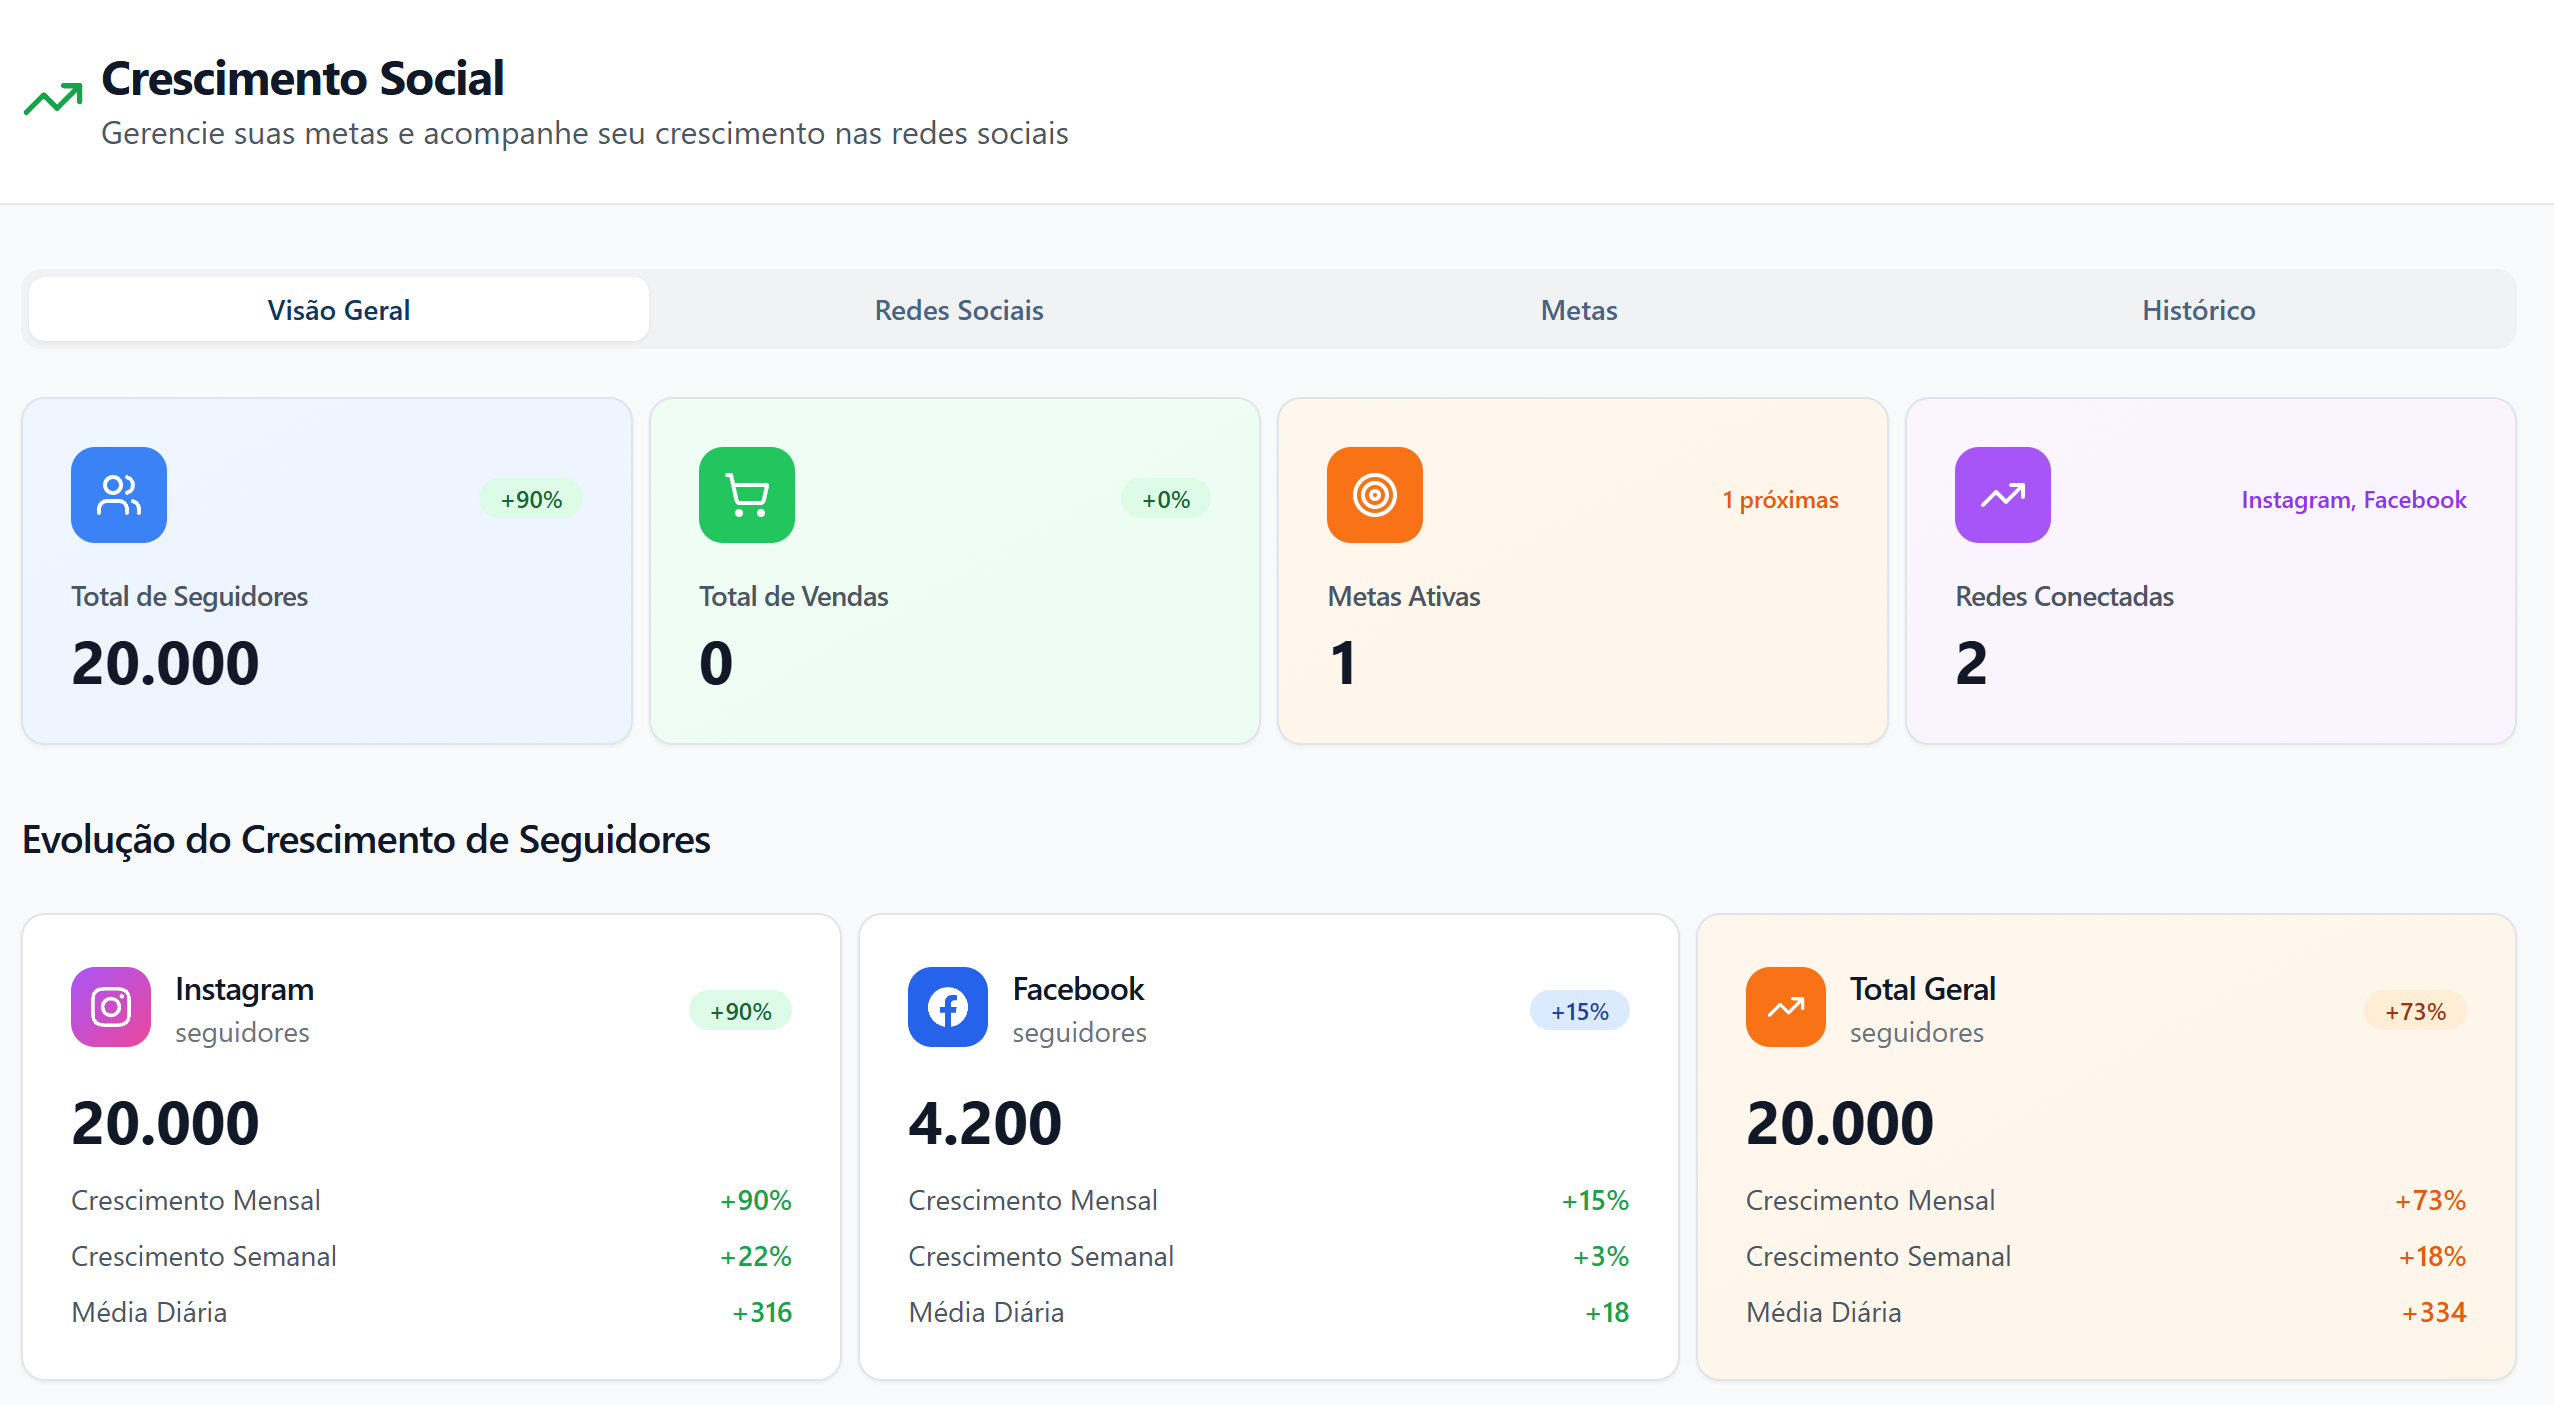 Crescimento Social
Gerencie suas metas e acompanhe seu crescimento nas redes sociais
Visão Geral
Redes Sociais
Metas
Histórico
+90%
Total de Seguidores
20.000
+0%
Total de Vendas
0
1 próximas
Metas Ativas
1
Instagram, Facebook
Redes Conectadas
2
Evolução do Crescimento de Seguidores
Instagram
seguidores
+90%
20.000
Crescimento Mensal +90%
Crescimento Semanal +22%
Média Diária +316
Facebook
seguidores
+15%
4.200
Crescimento Mensal +15%
Crescimento Semanal +3%
Média Diária +18
Total Geral
seguidores
+73%
20.000
Crescimento Mensal +73%
Crescimento Semanal +18%
Média Diária +334